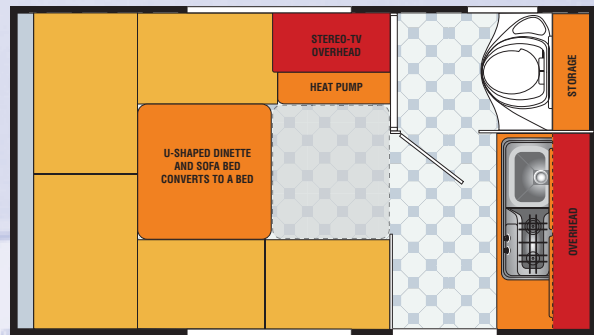 STEREO-TV
OVERHEAD
HEAT PUMP
U-SHAPED DINETTE
AND SOFA BED
CONVERTS TO A BED
STORAGE
OVERHEAD